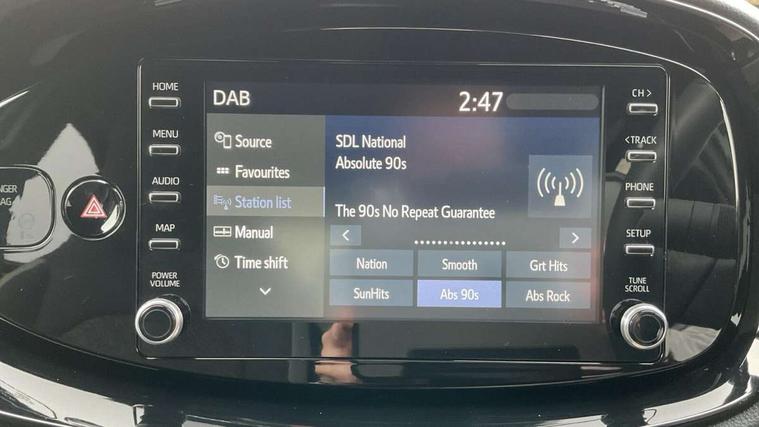 HOME
MENU
AUDIO
MAP
POWER
VOLUME
DAB
2:47
Source
Favourites
Station list
Manual
Time shift
SDL National
Absolute 90s
The 90s No Repeat Guarantee
Nation
Smooth
Grt Hits
SunHits
Abs 90s
Abs Rock
CH >
< TRACK
PHONE
SETUP
TUNE
SCROLL